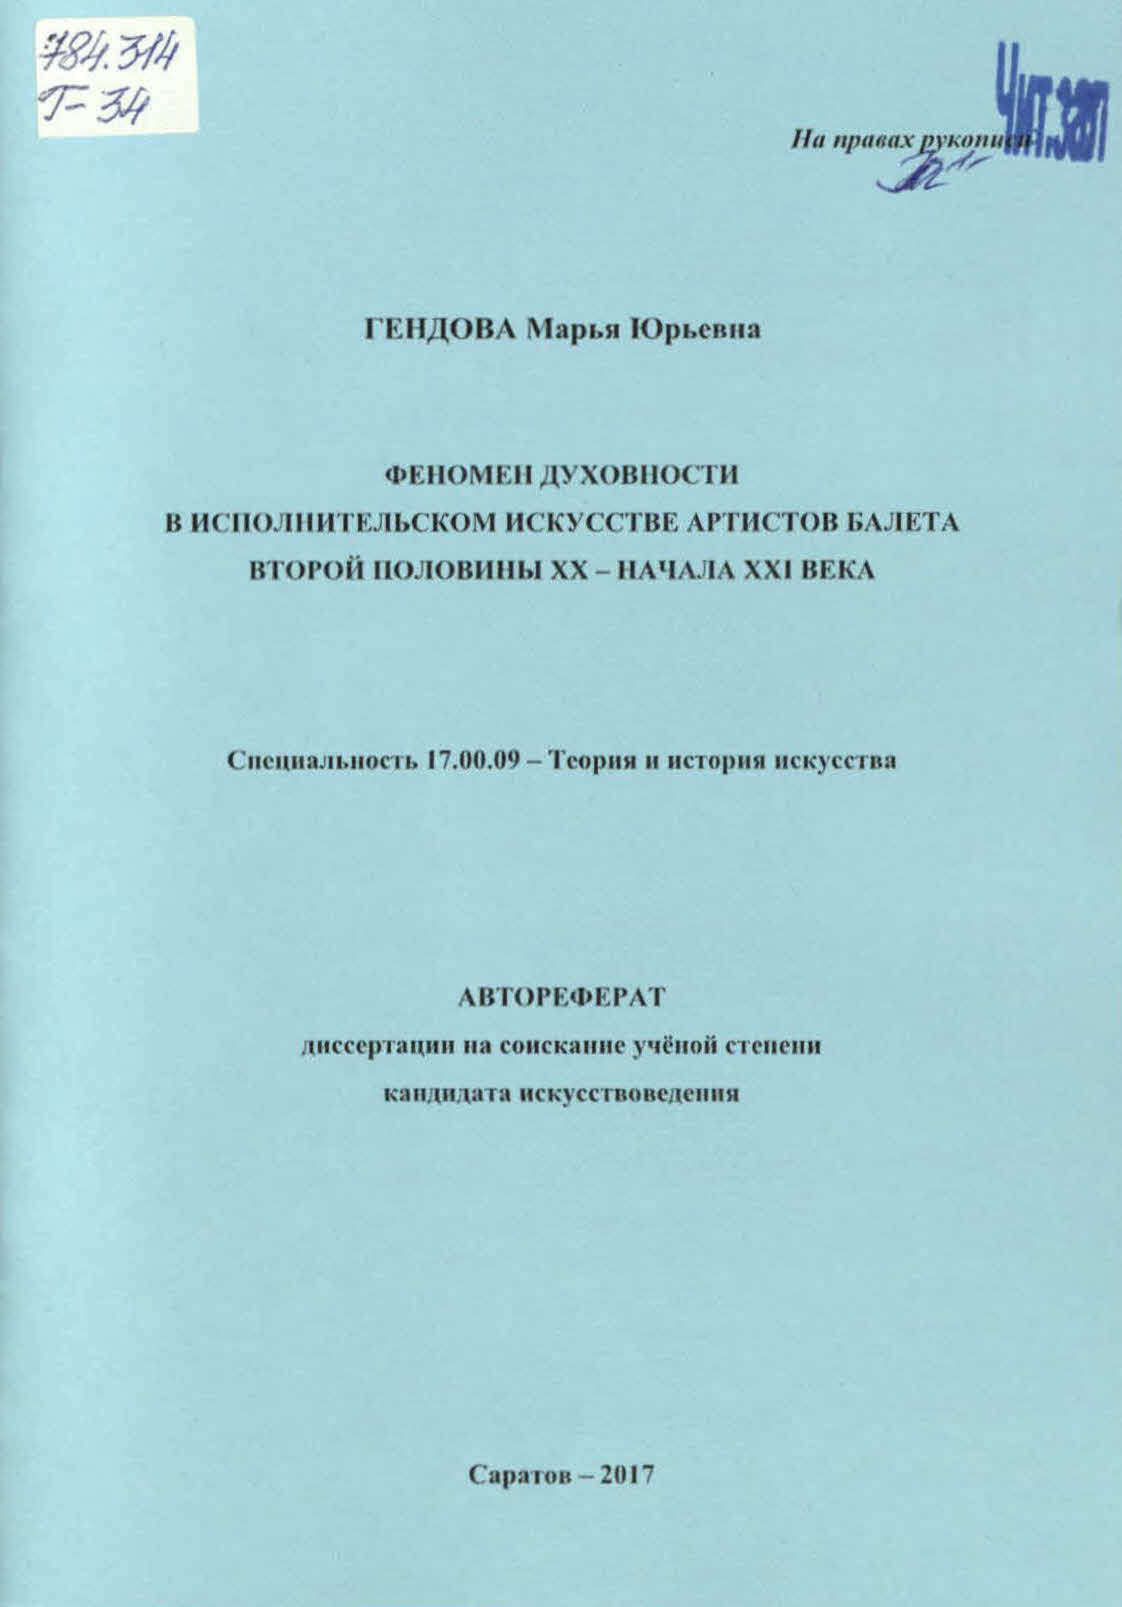 784.314
Г-34
Чит.зал
На правах рукописи
ГЕНДОВА Марья Юрьевна
ФЕНОМЕН ДУХОВНОСТИ
В ИСПОЛНИТЕЛЬСКОМ ИСКУССТВЕ АРТИСТОВ БАЛЕТА
ВТОРОЙ ПОЛОВИНЫ XX – НАЧАЛА XXI ВЕКА
Специальность 17.00.09 – Теория и история искусства
АВТОРЕФЕРАТ
диссертации на соискание учёной степени
кандидата искусствоведения
Саратов – 2017